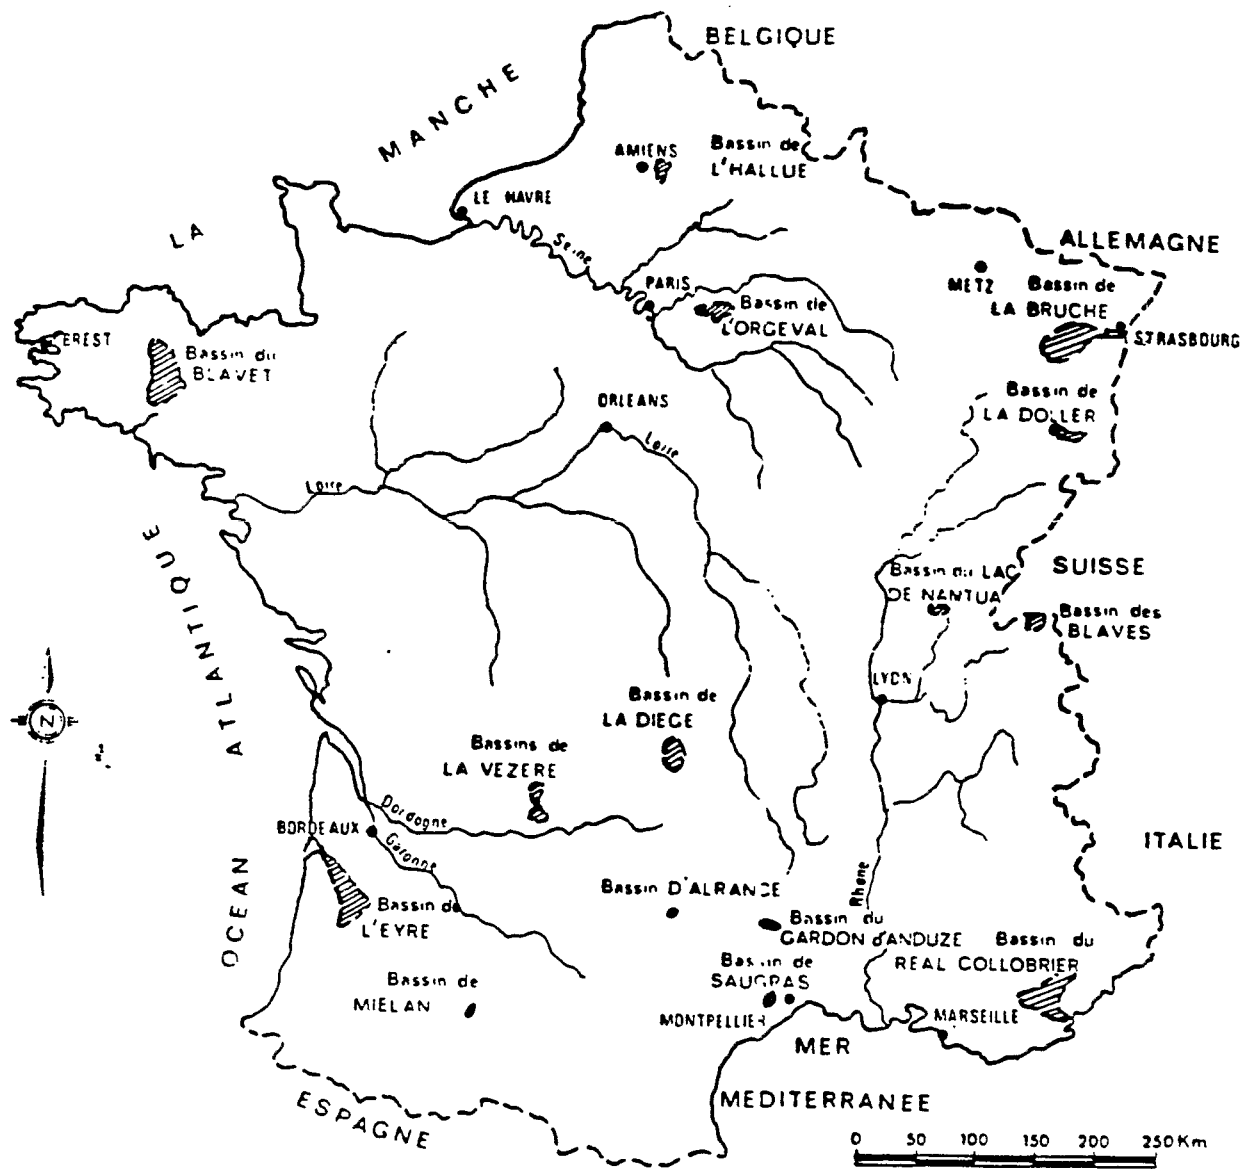 BELGIQUE
LA MANCHE
AMIENS
Bassin de
L'HALLUE
LE HAVRE
Seine
ALLEMAGNE
METZ
Bassin de
LA BRUCHE
STRASBOURG
PARIS
Bassin de
L'ORGEVAL
BREST
Bassin du
BLAVET
ORLEANS
Loire
Bassin de
LA DOLLER
Loire
SUISSE
Bassin du LAC
DE NANTUA
Bassin des
BLAVES
OCEAN ATLANTIQUE
LYON
Bassin de
LA DIEGE
N
Bassins de
LA VEZERE
Dordogne
BORDEAUX
Garonne
ITALIE
Rhone
Bassin D'ALRANCE
Bassin de
L'EYRE
Bassin du
GARDON d'ANDUZE
Bassin du
REAL COLLOBRIER
Bassin de
SAUGRAS
Bassin de
MIELAN
MONTPELLIER
MARSEILLE
MER
MEDITERRANEE
ESPAGNE
0 50 100 150 200 250 Km